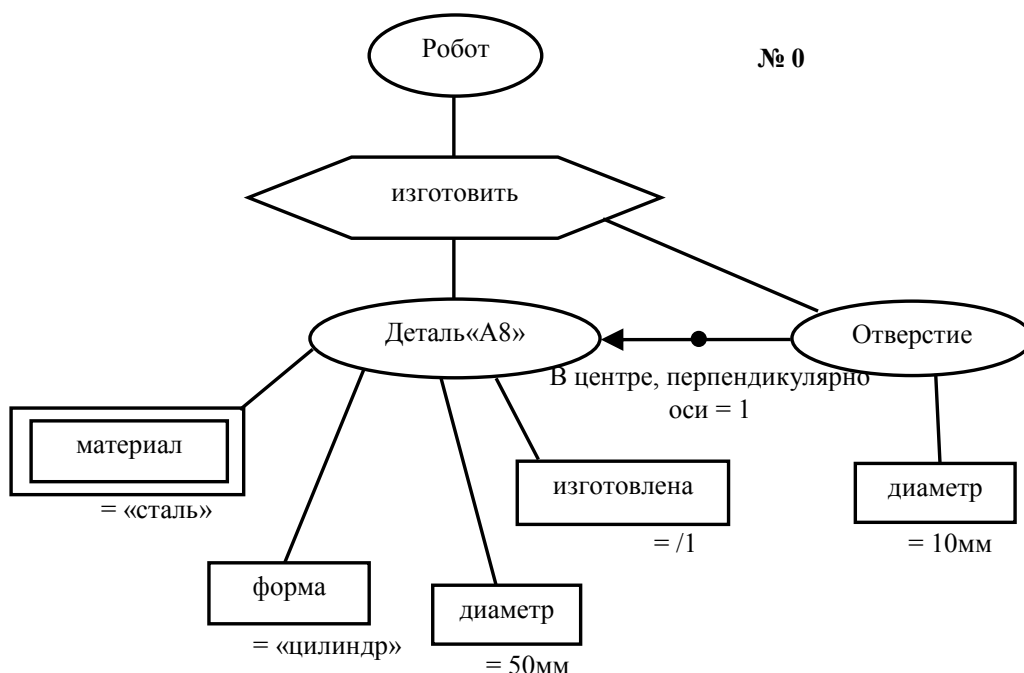 Робот
№ 0
изготовить
Деталь«А8»
Отверстие
В центре, перпендикулярно
оси = 1
материал
= «сталь»
изготовлена
= /1
диаметр
= 10мм
форма
= «цилиндр»
диаметр
= 50мм